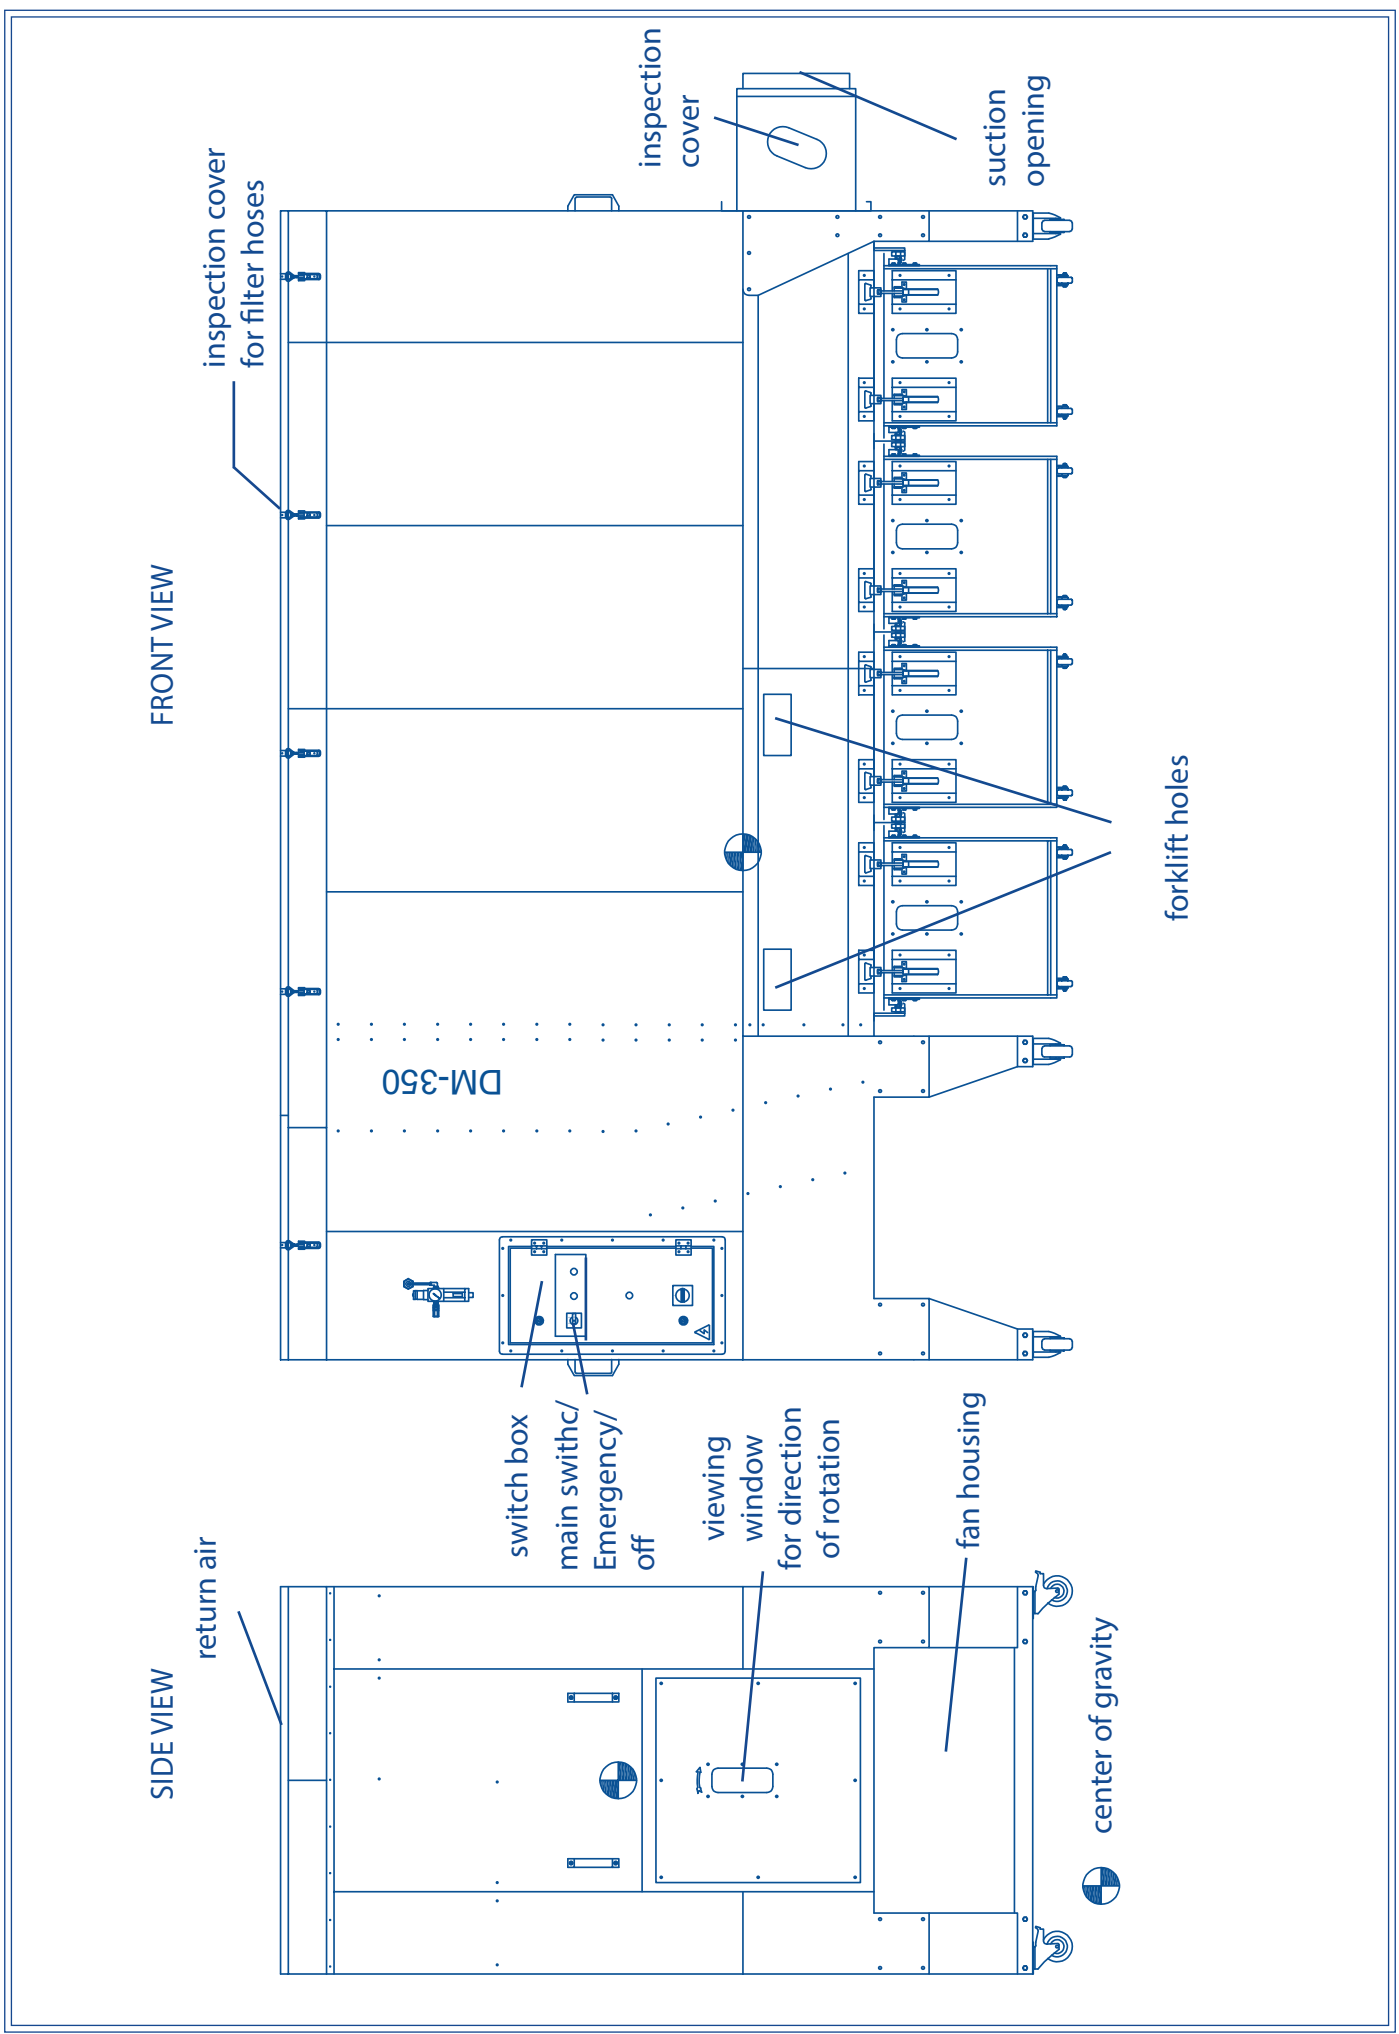 SIDE VIEW
return air
switch box
main swithc/
Emergency/
off
viewing
window
for direction
of rotation
fan housing
center of gravity
FRONT VIEW
inspection cover
for filter hoses
inspection
cover
suction
opening
DM-350
forklift holes